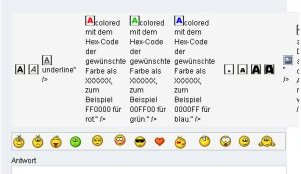 A colored A colored A colored
mit dem mit dem mit dem
Hex-Code Hex-Code Hex-Code
der der der
A A A gewünschte gewünschte gewünschte
underline" Farbe als Farbe als Farbe als A A A A "
/> XXXXXX, XXXXXX, XXXXXX, />
zum zum zum
Beispiel Beispiel Beispiel
FF0000 für 00FF00 für 0000FF für
rot." /> grün." /> blau." />
Antwort